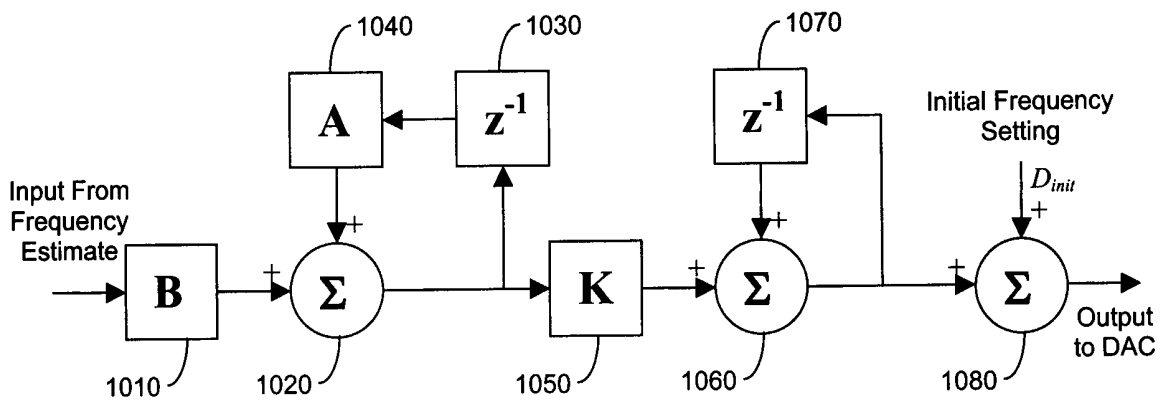 1040
1030
1070
A
z-1
z-1
Initial Frequency
Setting
Dinit
Input From
Frequency
Estimate
+
+
+
B
+
Σ
K
+
Σ
+
Σ
Output
to DAC
1010
1020
1050
1060
1080